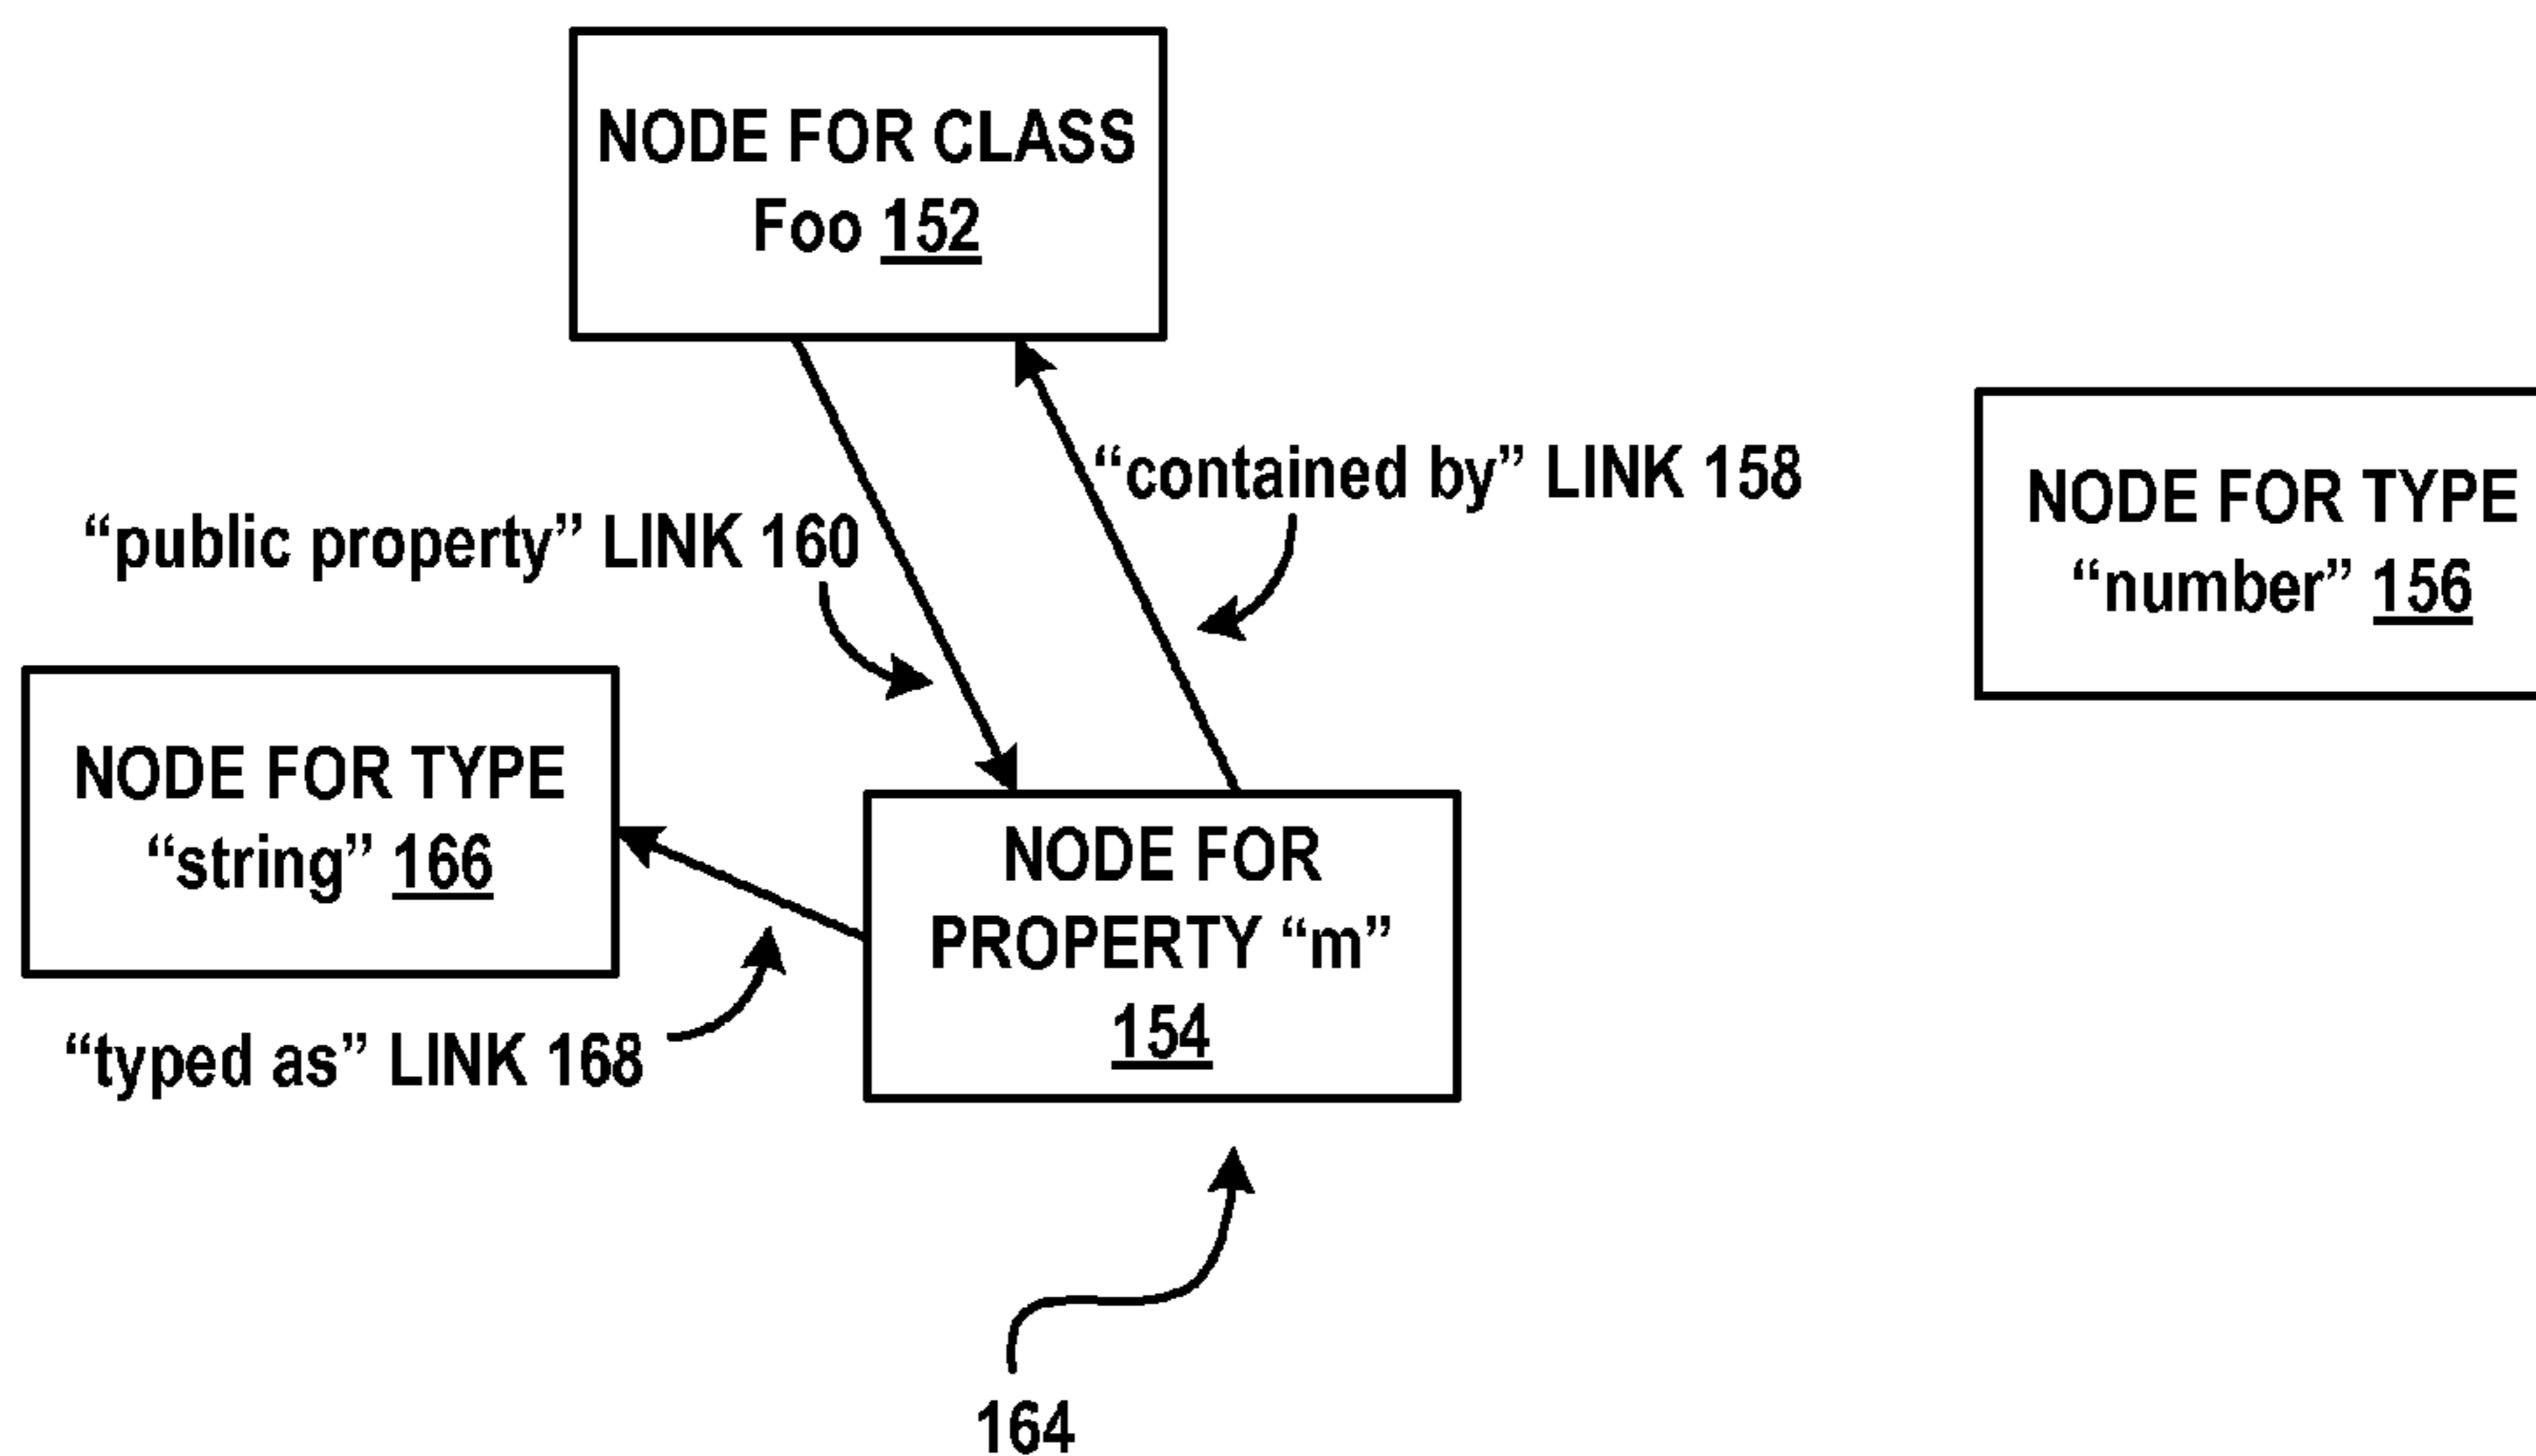 NODE FOR CLASS
Foo 152
“contained by” LINK 158
NODE FOR TYPE
“number” 156
“public property” LINK 160
NODE FOR TYPE
“string” 166
NODE FOR
PROPERTY “m”
154
“typed as” LINK 168
164